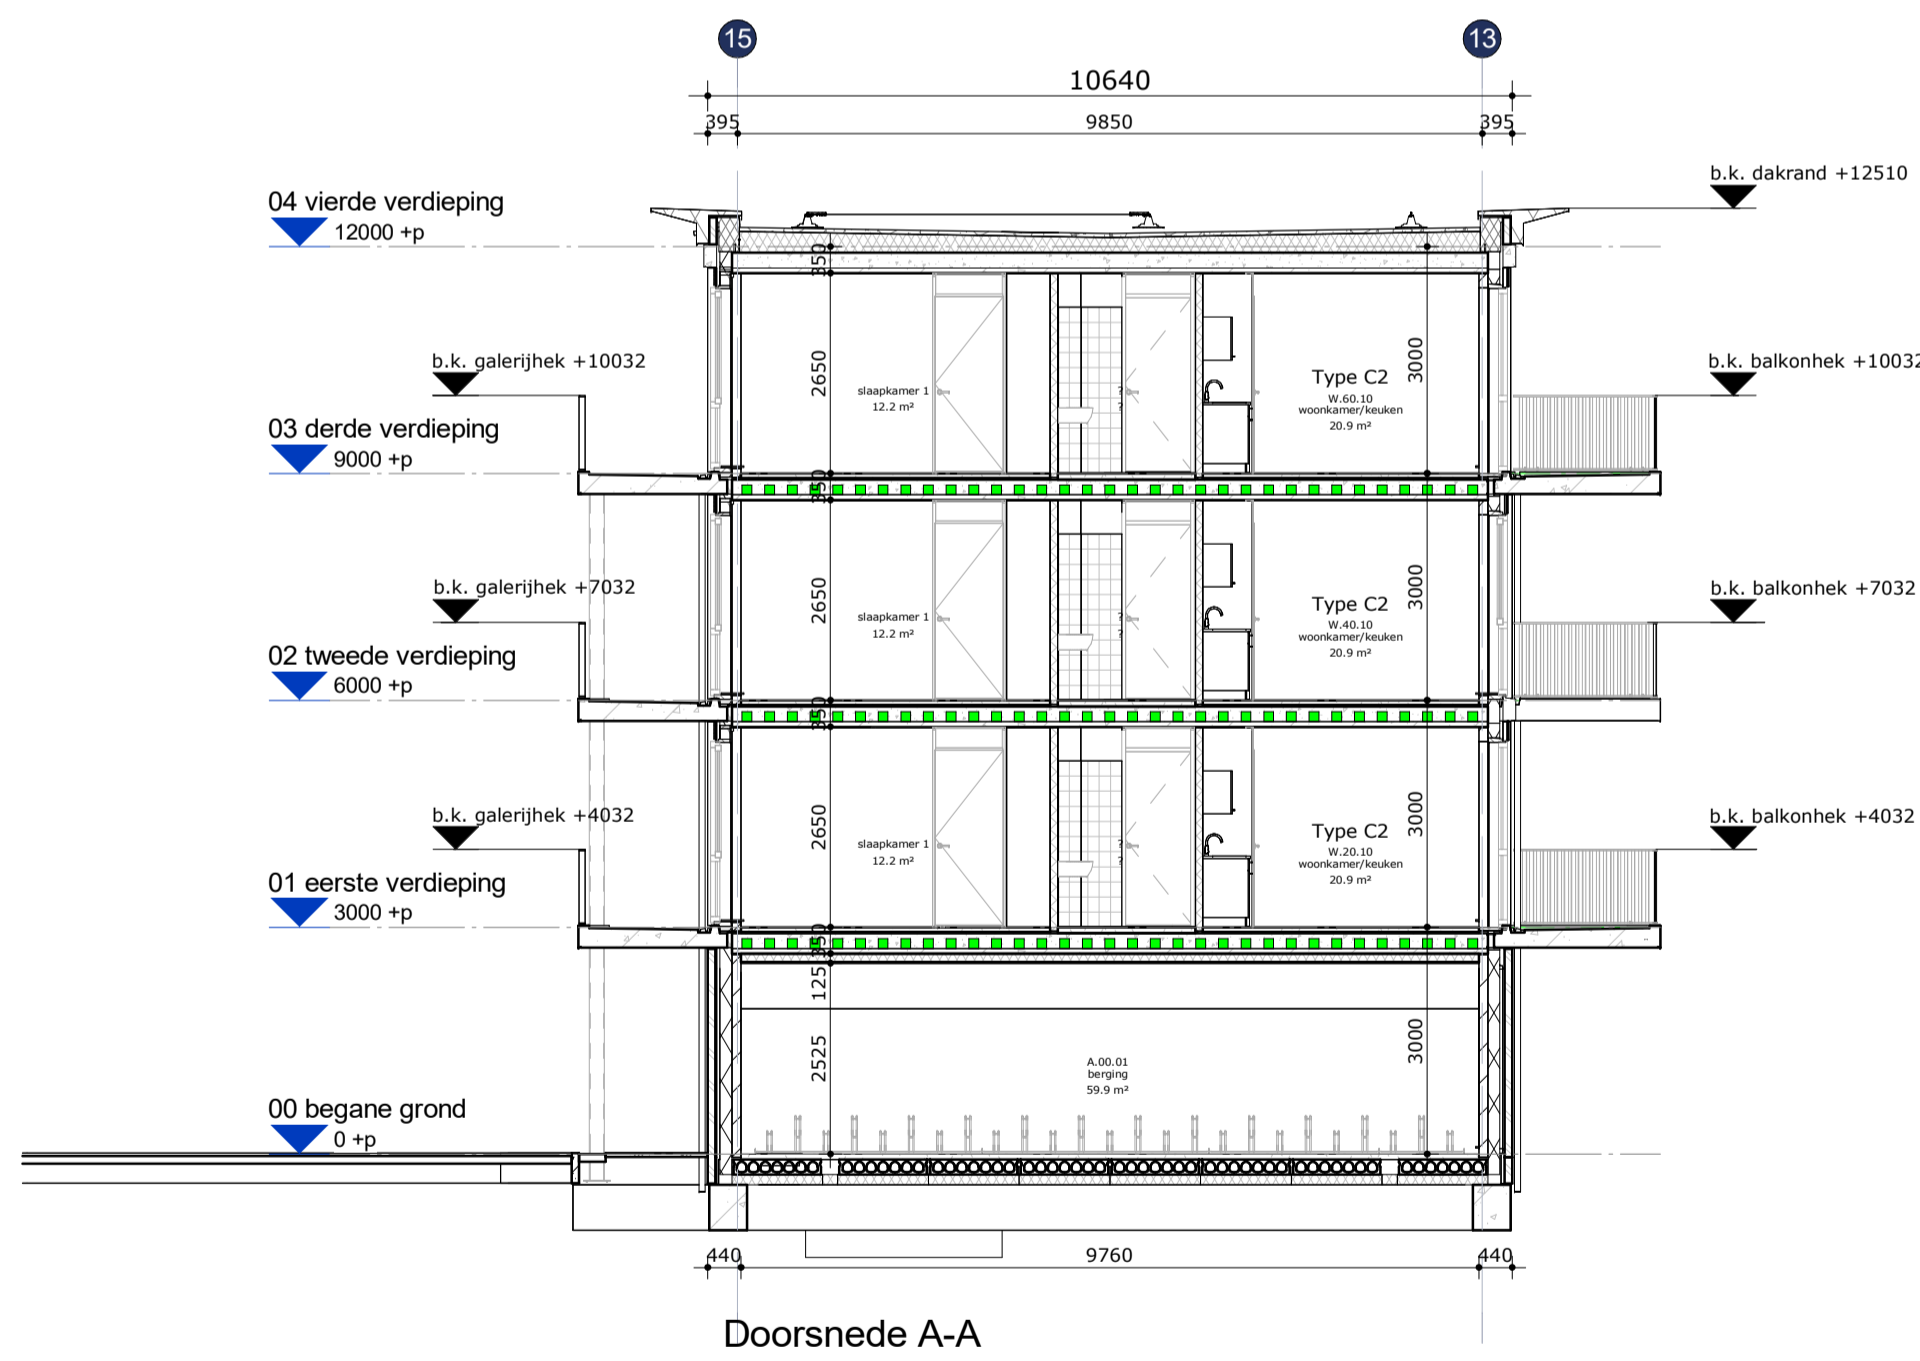 15
13
10640
395
9850
395
b.k. dakrand +12510
04 vierde verdieping
12000 +p
350
b.k. galerijhek +10032
2650
slaapkamer 1
12.2 m²
Type C2
W.60.10
woonkamer/keuken
20.9 m²
3000
b.k. balkonhek +10032
03 derde verdieping
9000 +p
350
b.k. galerijhek +7032
2650
slaapkamer 1
12.2 m²
Type C2
W.40.10
woonkamer/keuken
20.9 m²
3000
b.k. balkonhek +7032
02 tweede verdieping
6000 +p
350
b.k. galerijhek +4032
2650
slaapkamer 1
12.2 m²
Type C2
W.20.10
woonkamer/keuken
20.9 m²
3000
b.k. balkonhek +4032
01 eerste verdieping
3000 +p
350
125
2525
A.00.01
berging
59.9 m²
3000
00 begane grond
0 +p
440
9760
440
Doorsnede A-A